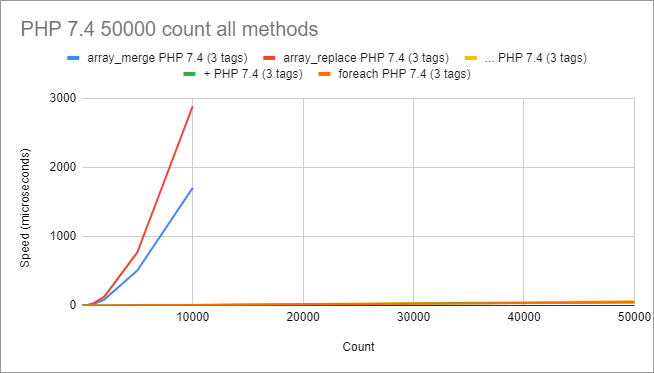 PHP 7.4 50000 count all methods
array_merge PHP 7.4 (3 tags) array_replace PHP 7.4 (3 tags) ... PHP 7.4 (3 tags)
+ PHP 7.4 (3 tags) foreach PHP 7.4 (3 tags)
Speed (microseconds)
3000
2000
1000
0
10000 20000 30000 40000 50000
Count